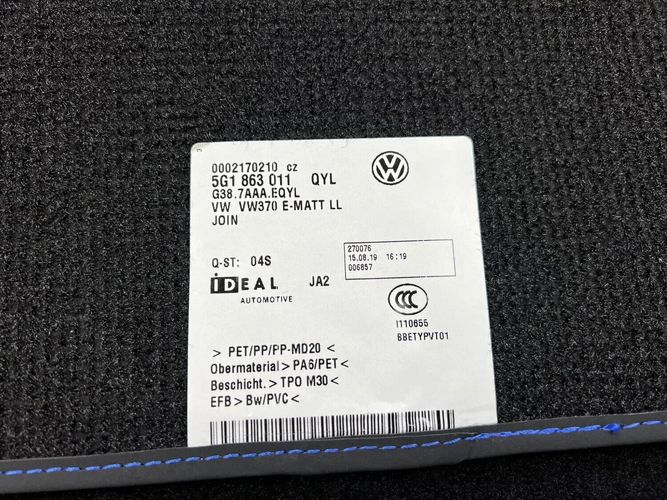 0002170210 cz
5G1 863 011 QYL
G38.7AAA.EQYL
VW VW370 E-MATT LL
JOIN
Q-ST: 04S
270076
15.08.19 16:19
006857
iDEAL JA2
AUTOMOTIVE
CCC
I110655
BBETYPVT01
> PET/PP/PP-MD20 <
Obermaterial > PA6/PET <
Beschicht. > TPO M30 <
EFB > Bw/PVC <